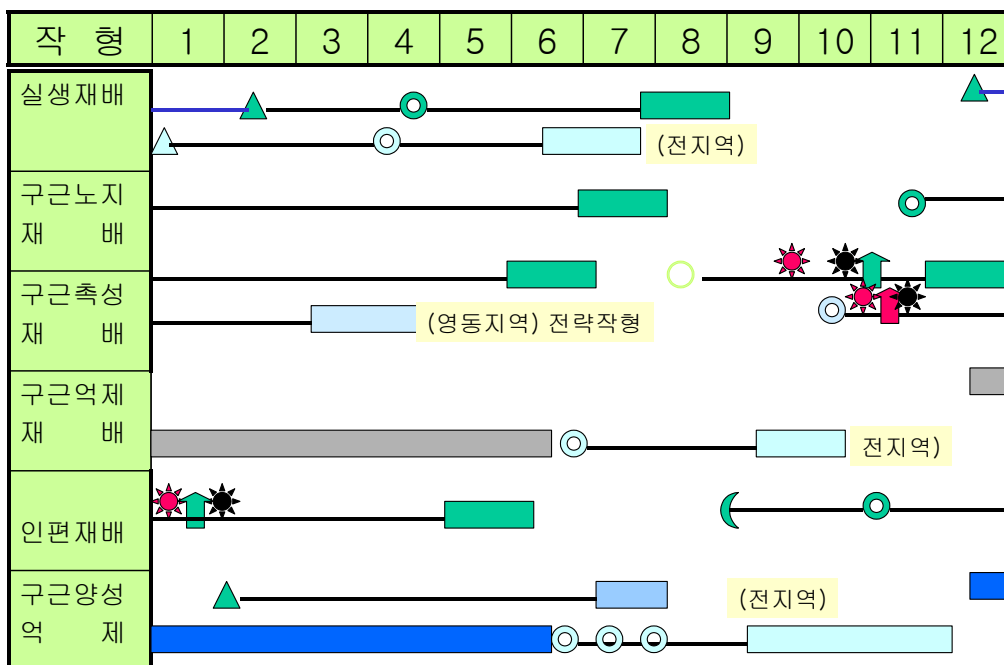 작 형 1 2 3 4 5 6 7 8 9 10 11 12
실생재배
(전지역)
구근노지
재 배
구근촉성
재 배
(영동지역) 전략작형
구근억제
재 배
전지역)
인편재배
구근양성
억 제
(전지역)